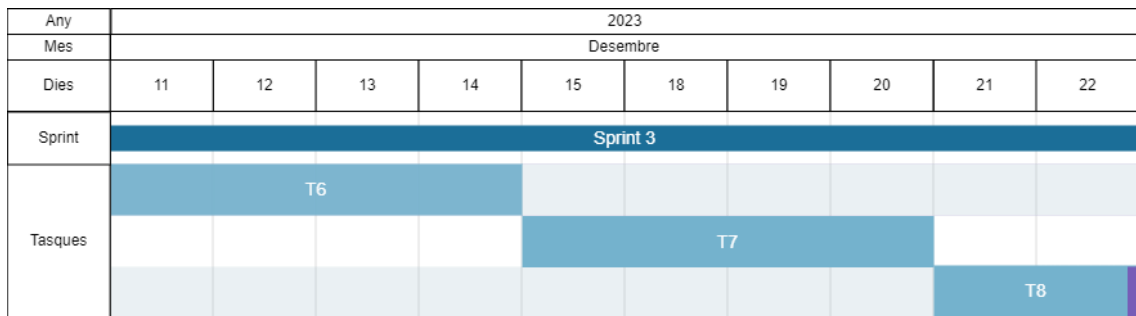 Any 2023
Mes Desembre
Dies 11 12 13 14 15 18 19 20 21 22
Sprint Sprint 3
T6
Tasques T7
T8